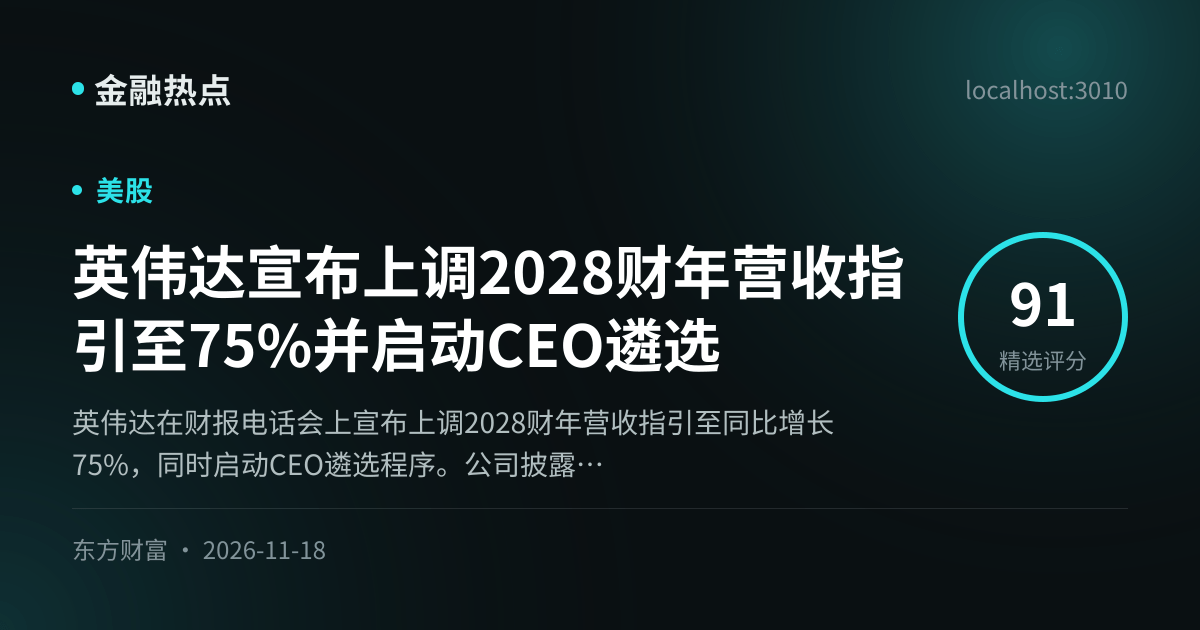 金融热点
localhost:3010
美股
英伟达宣布上调2028财年营收指
引至75%并启动CEO遴选
91
精选评分
英伟达在财报电话会上宣布上调2028财年营收指引至同比增长
75%，同时启动CEO遴选程序。公司披露…
东方财富 · 2026-11-18